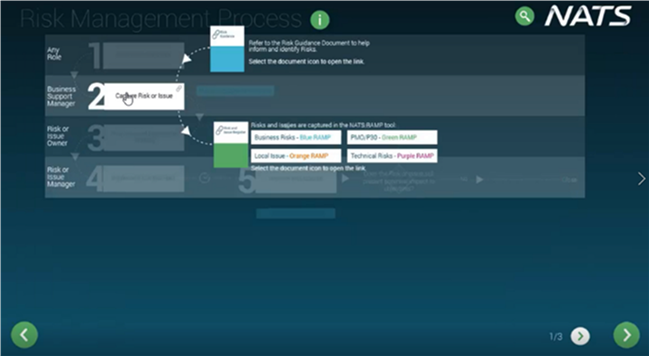 Risk Management Process
i
NATS
Any
Role
1
Risk
Guidance
Refer to the Risk Guidance Document to help
inform and identify Risks.
Select the document icon to open the link.
Business
Support
Manager
2
Capture Risk or Issue
Risk or
Issue
Owner
3
Risk and
Risks and Issues are captured in the NATS RAMP tool:
Business Risks - Blue RAMP
PMO/P30 - Green RAMP
Local Issue - Orange RAMP
Technical Risks - Purple RAMP
Select the document icon to open the link.
Risk or
Issue
Manager
4
5
1/3